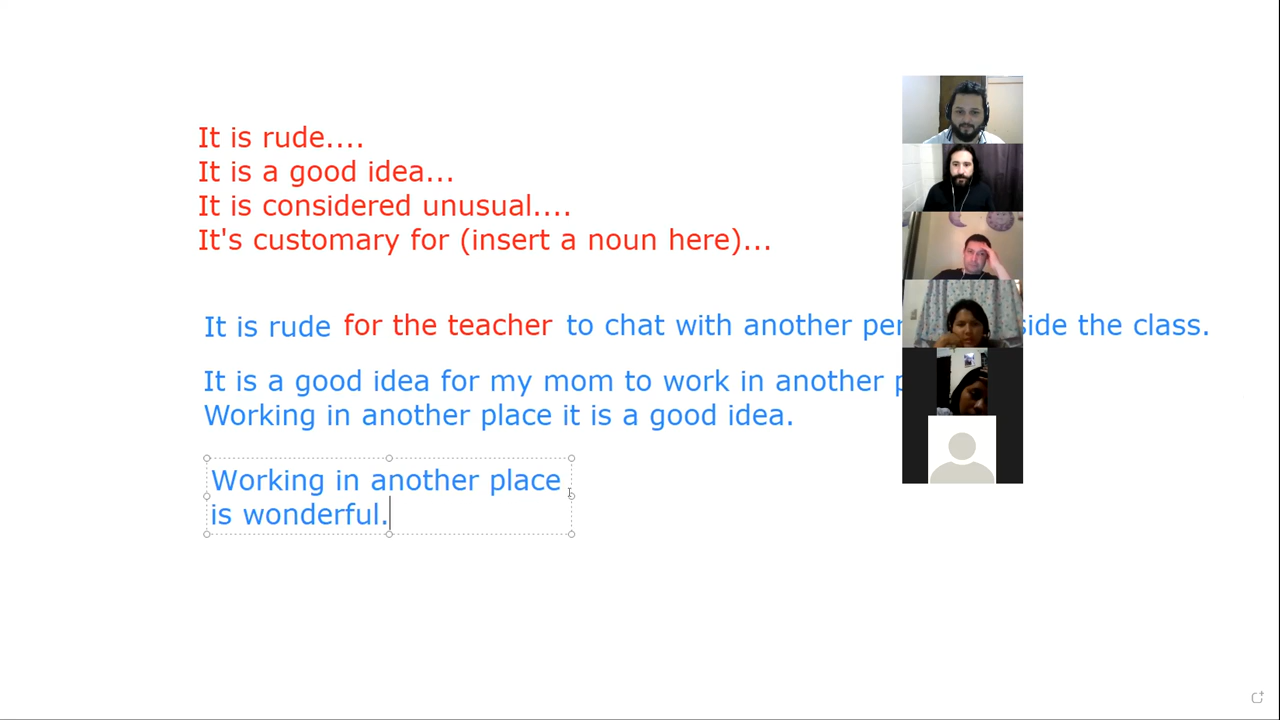 It is rude....
It is a good idea...
It is considered unusual....
It's customary for (insert a noun here)...
It is rude for the teacher to chat with another the class.
It is a good idea for my mom to work in another
Working in another place it is a good idea.
Working in another place
is wonderful.